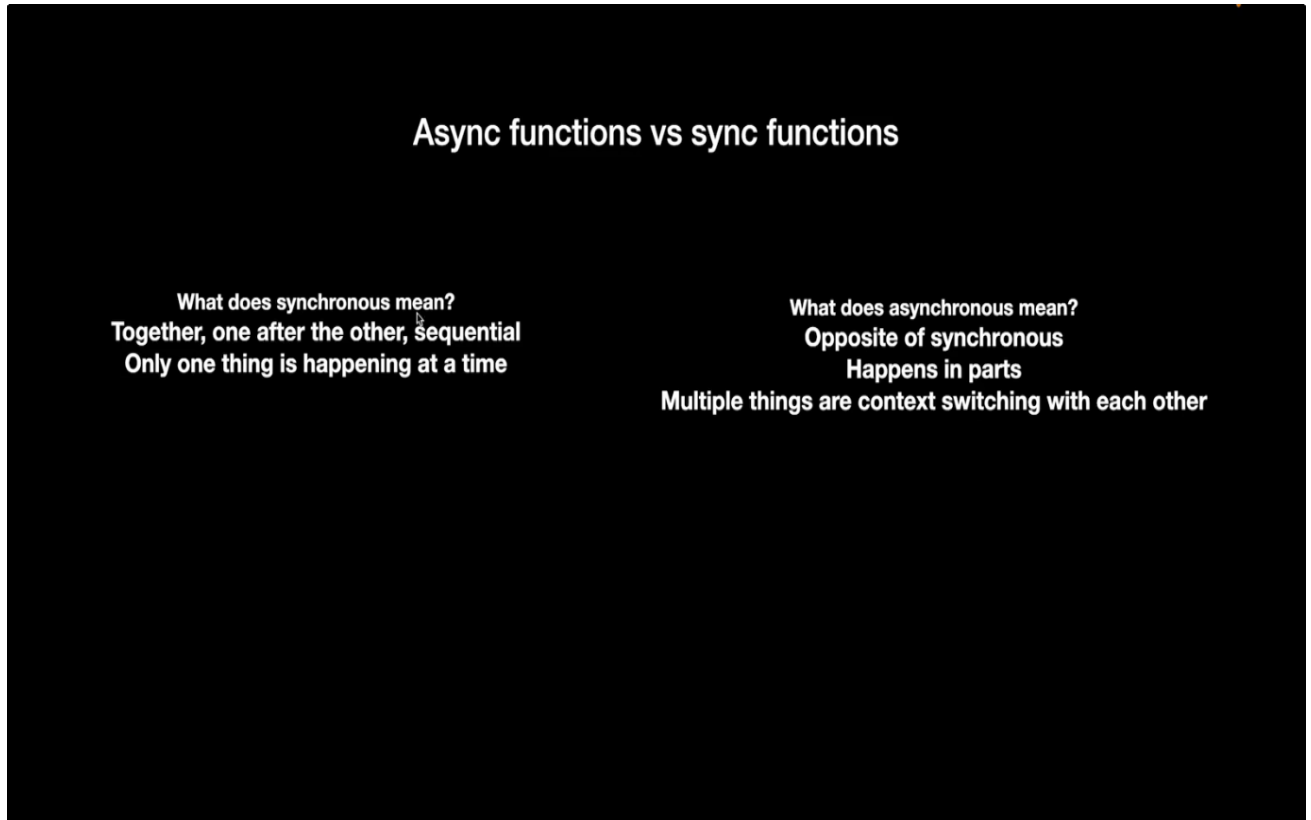 Async functions vs sync functions
What does synchronous mean?
Together, one after the other, sequential
Only one thing is happening at a time
What does asynchronous mean?
Opposite of synchronous
Happens in parts
Multiple things are context switching with each other